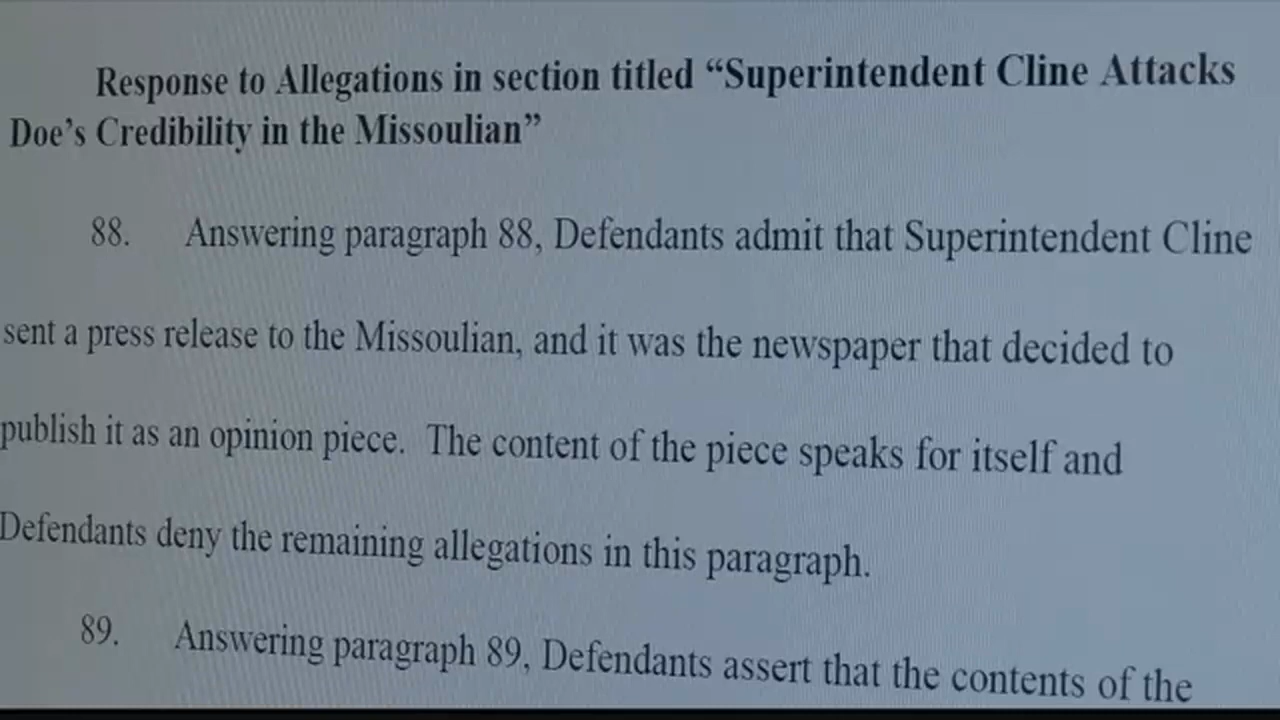 Response to Allegations in section titled “Superintendent Cline Attacks
Doe’s Credibility in the Missoulian”
88. Answering paragraph 88, Defendants admit that Superintendent Cline
sent a press release to the Missoulian, and it was the newspaper that decided to
publish it as an opinion piece. The content of the piece speaks for itself and
Defendants deny the remaining allegations in this paragraph.
89. Answering paragraph 89, Defendants assert that the contents of the